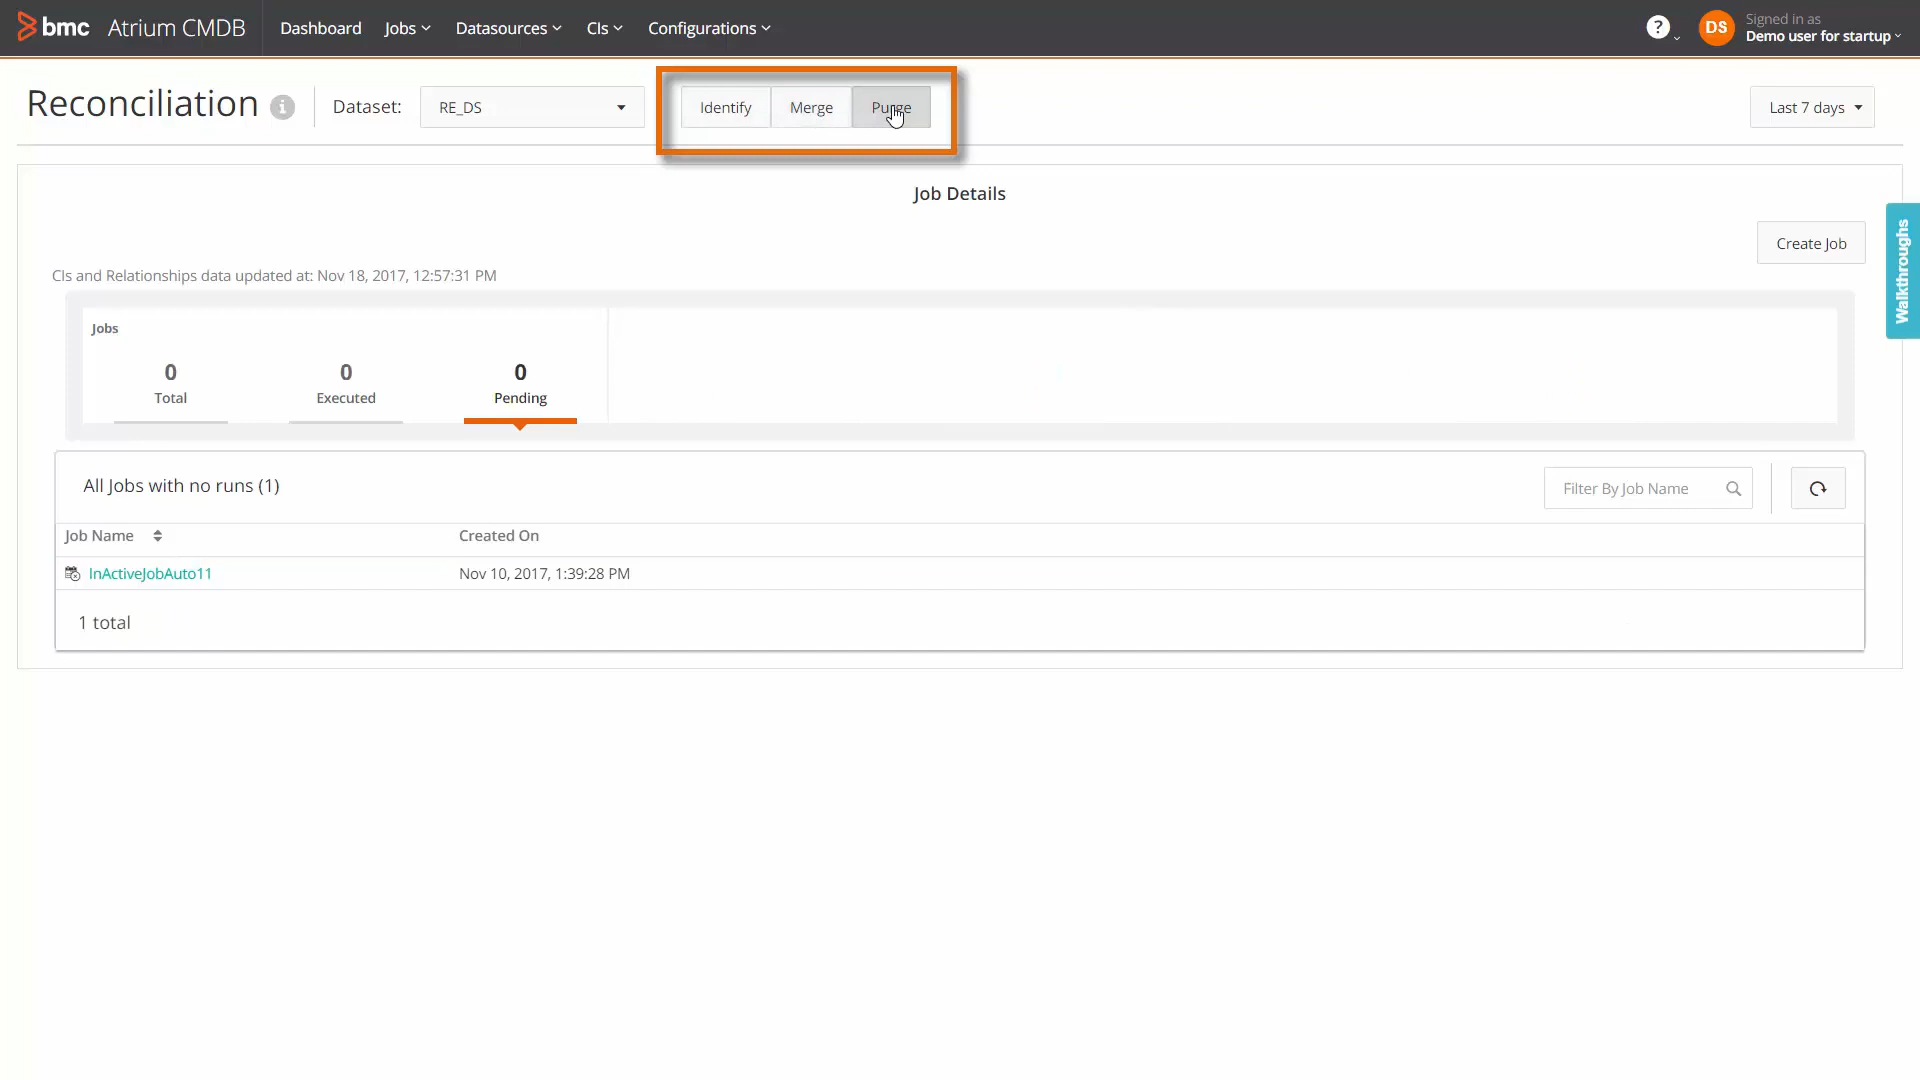 bmc Atrium CMDB Dashboard Jobs Datasources CIs Configurations ? DS Signed in as
Demo user for startup
Reconciliation i Dataset: RE_DS Identify Merge Purge Last 7 days
Job Details
Create Job
Walkthroughs
CIs and Relationships data updated at: Nov 18, 2017, 12:57:31 PM
Jobs
0 0 0
Total Executed Pending
All Jobs with no runs (1) Filter By Job Name
Job Name Created On
InActiveJobAuto11 Nov 10, 2017, 1:39:28 PM
1 total